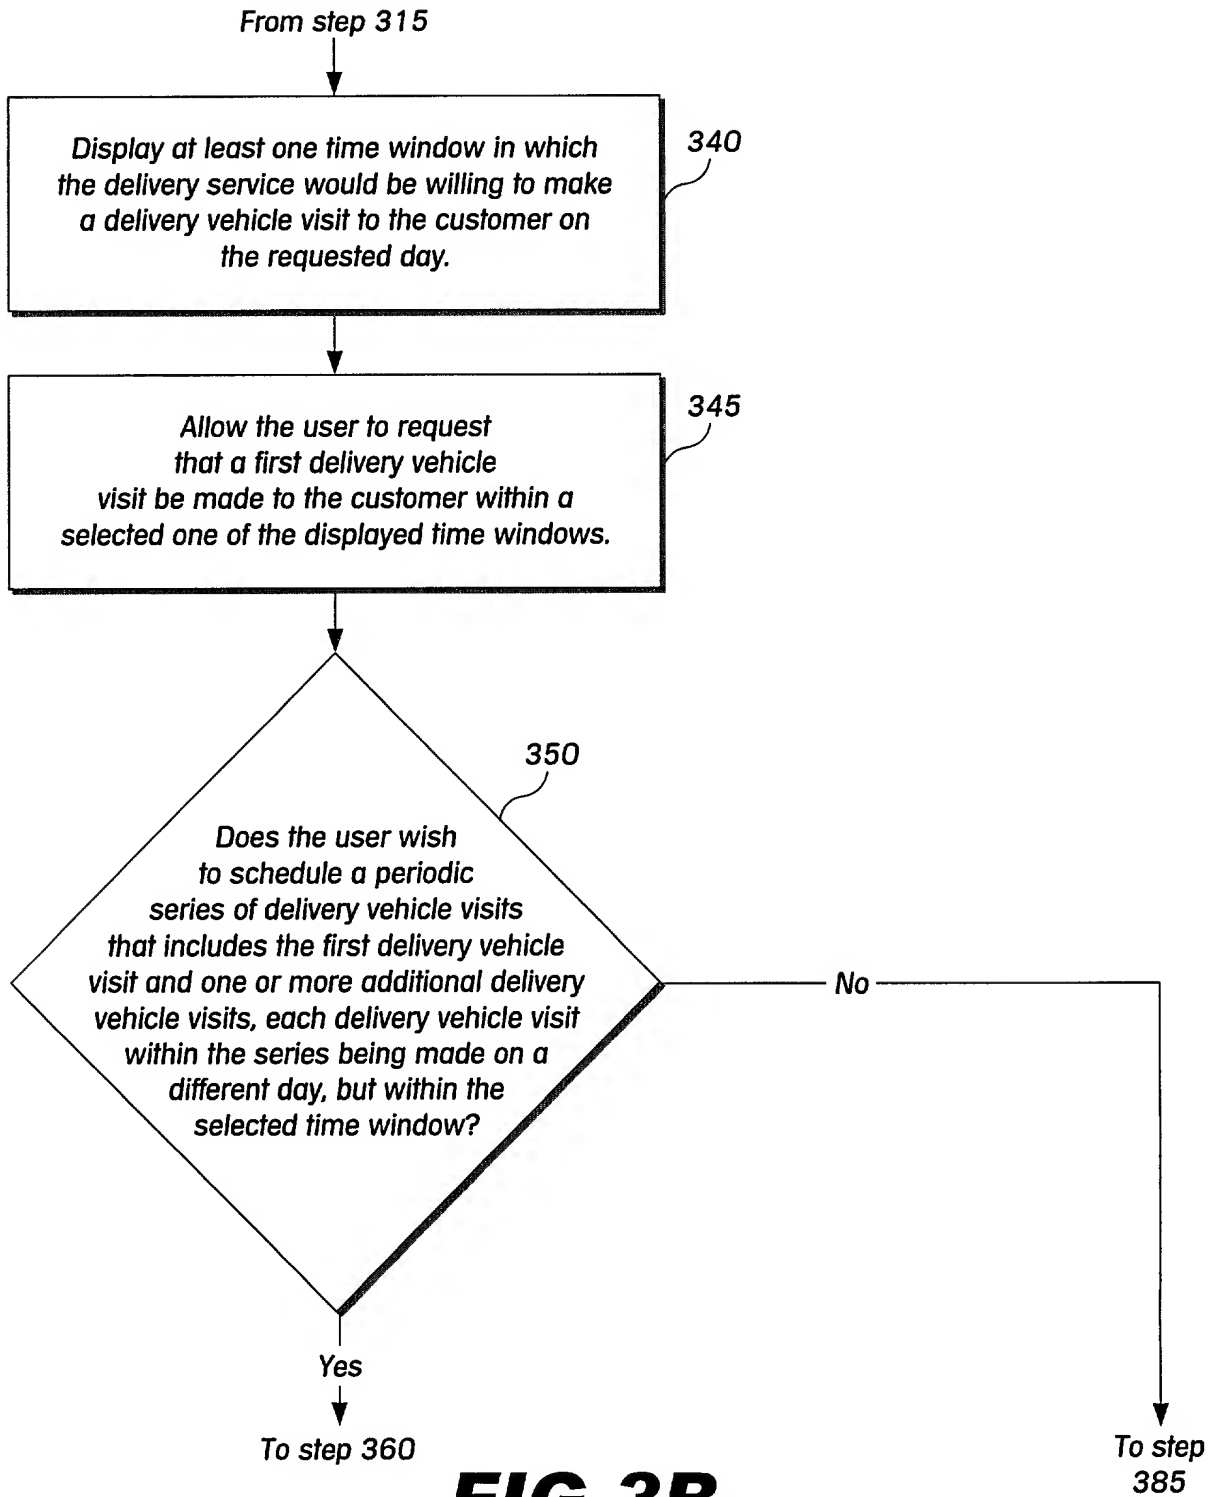 From step 315
Display at least one time window in which
the delivery service would be willing to make
a delivery vehicle visit to the customer on
the requested day.
340
Allow the user to request
that a first delivery vehicle
visit be made to the customer within a
selected one of the displayed time windows.
345
350
Does the user wish
to schedule a periodic
series of delivery vehicle visits
that includes the first delivery vehicle
visit and one or more additional delivery
vehicle visits, each delivery vehicle visit
within the series being made on a
different day, but within the
selected time window?
No
Yes
To step 360
To step
385
FIG. 3B